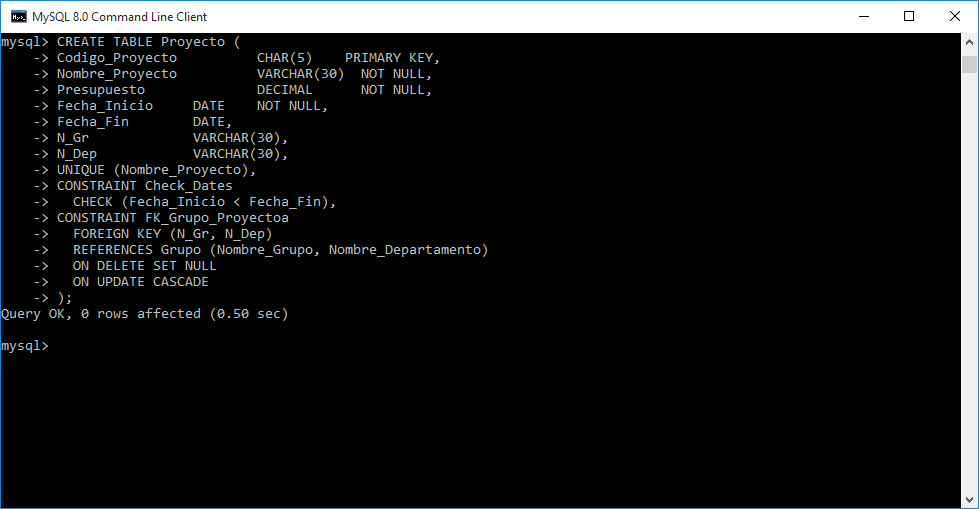 MySQL 8.0 Command Line Client
mysql> CREATE TABLE Proyecto (
    -> Codigo_Proyecto          CHAR(5)    PRIMARY KEY,
    -> Nombre_Proyecto          VARCHAR(30)  NOT NULL,
    -> Presupuesto              DECIMAL      NOT NULL,
    -> Fecha_Inicio     DATE    NOT NULL,
    -> Fecha_Fin        DATE,
    -> N_Gr             VARCHAR(30),
    -> N_Dep            VARCHAR(30),
    -> UNIQUE (Nombre_Proyecto),
    -> CONSTRAINT Check_Dates
    ->   CHECK (Fecha_Inicio < Fecha_Fin),
    -> CONSTRAINT FK_Grupo_Proyectoa
    ->   FOREIGN KEY (N_Gr, N_Dep)
    ->   REFERENCES Grupo (Nombre_Grupo, Nombre_Departamento)
    ->   ON DELETE SET NULL
    ->   ON UPDATE CASCADE
    -> );
Query OK, 0 rows affected (0.50 sec)
mysql>